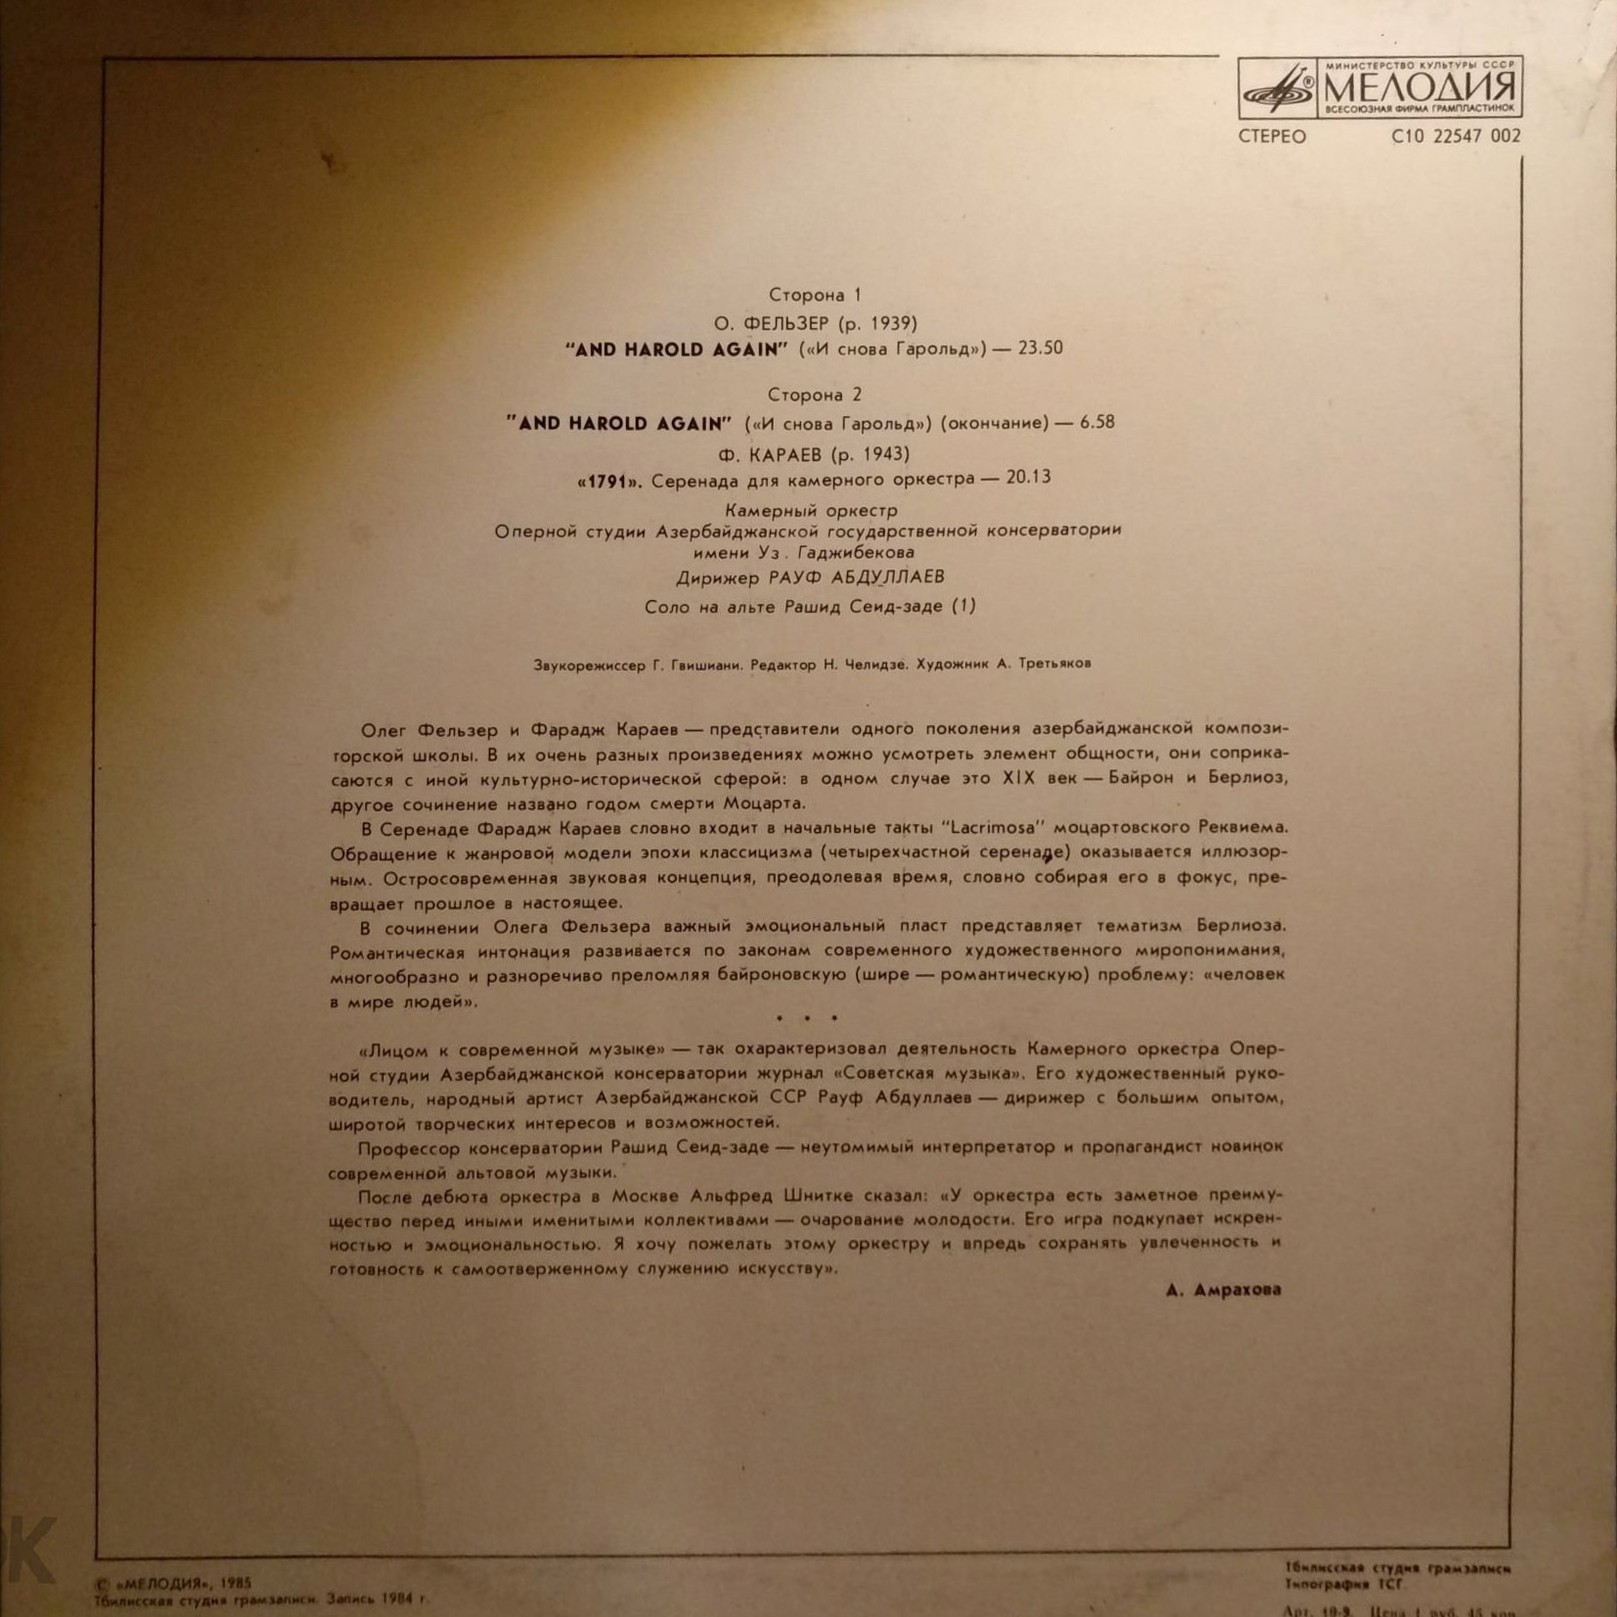 МИНИСТЕРСТВО КУЛЬТУРЫ СССР
МЕЛОДИЯ
ВСЕСОЮЗНАЯ ФИРМА ГРАМПЛАСТИНОК
СТЕРЕО С10 22547 002
Сторона 1
О. ФЕЛЬЗЕР (р. 1939)
"AND HAROLD AGAIN" («И снова Гарольд») — 23.50
Сторона 2
"AND HAROLD AGAIN" («И снова Гарольд») (окончание) — 6.58
Ф. КАРАЕВ (р. 1943)
«1791». Серенада для камерного оркестра — 20.13
Камерный оркестр
Оперной студии Азербайджанской государственной консерватории
имени Уз. Гаджибекова
Дирижер РАУФ АБДУЛЛАЕВ
Соло на альте Рашид Сеид-заде (1)
Звукорежиссер Г. Гвишиани. Редактор Н. Челидзе. Художник А. Третьяков
Олег Фельзер и Фарадж Караев — представители одного поколения азербайджанской компози-
торской школы. В их очень разных произведениях можно усмотреть элемент общности, они соприка-
саются с иной культурно-исторической сферой: в одном случае это XIX век — Байрон и Берлиоз,
другое сочинение названо годом смерти Моцарта.
В Серенаде Фарадж Караев словно входит в начальные такты "Lacrimosa" моцартовского Реквиема.
Обращение к жанровой модели эпохи классицизма (четырехчастной серенаде) оказывается иллюзор-
ным. Остросовременная звуковая концепция, преодолевая время, словно собирая его в фокус, пре-
вращает прошлое в настоящее.
В сочинении Олега Фельзера важный эмоциональный пласт представляет тематизм Берлиоза.
Романтическая интонация развивается по законам современного художественного миропонимания,
многообразно и разноречиво преломляя байроновскую (шире — романтическую) проблему: «человек
в мире людей».
• • •
«Лицом к современной музыке» — так охарактеризовал деятельность Камерного оркестра Опер-
ной студии Азербайджанской консерватории журнал «Советская музыка». Его художественный руко-
водитель, народный артист Азербайджанской ССР Рауф Абдуллаев — дирижер с большим опытом,
широтой творческих интересов и возможностей.
Профессор консерватории Рашид Сеид-заде — неутомимый интерпретатор и пропагандист новинок
современной альтовой музыки.
После дебюта оркестра в Москве Альфред Шнитке сказал: «У оркестра есть заметное преиму-
щество перед иными именитыми коллективами — очарование молодости. Его игра подкупает искрен-
ностью и эмоциональностью. Я хочу пожелать этому оркестру и впредь сохранять увлеченность и
готовность к самоотверженному служению искусству».
А. Амрахова
© «МЕЛОДИЯ», 1985
Тбилисская студия грамзаписи. Запись 1984 г.
Тбилисская студия грамзаписи
Типография ТСГ
Арт. 10-9. Цена 1 руб. 45 коп.